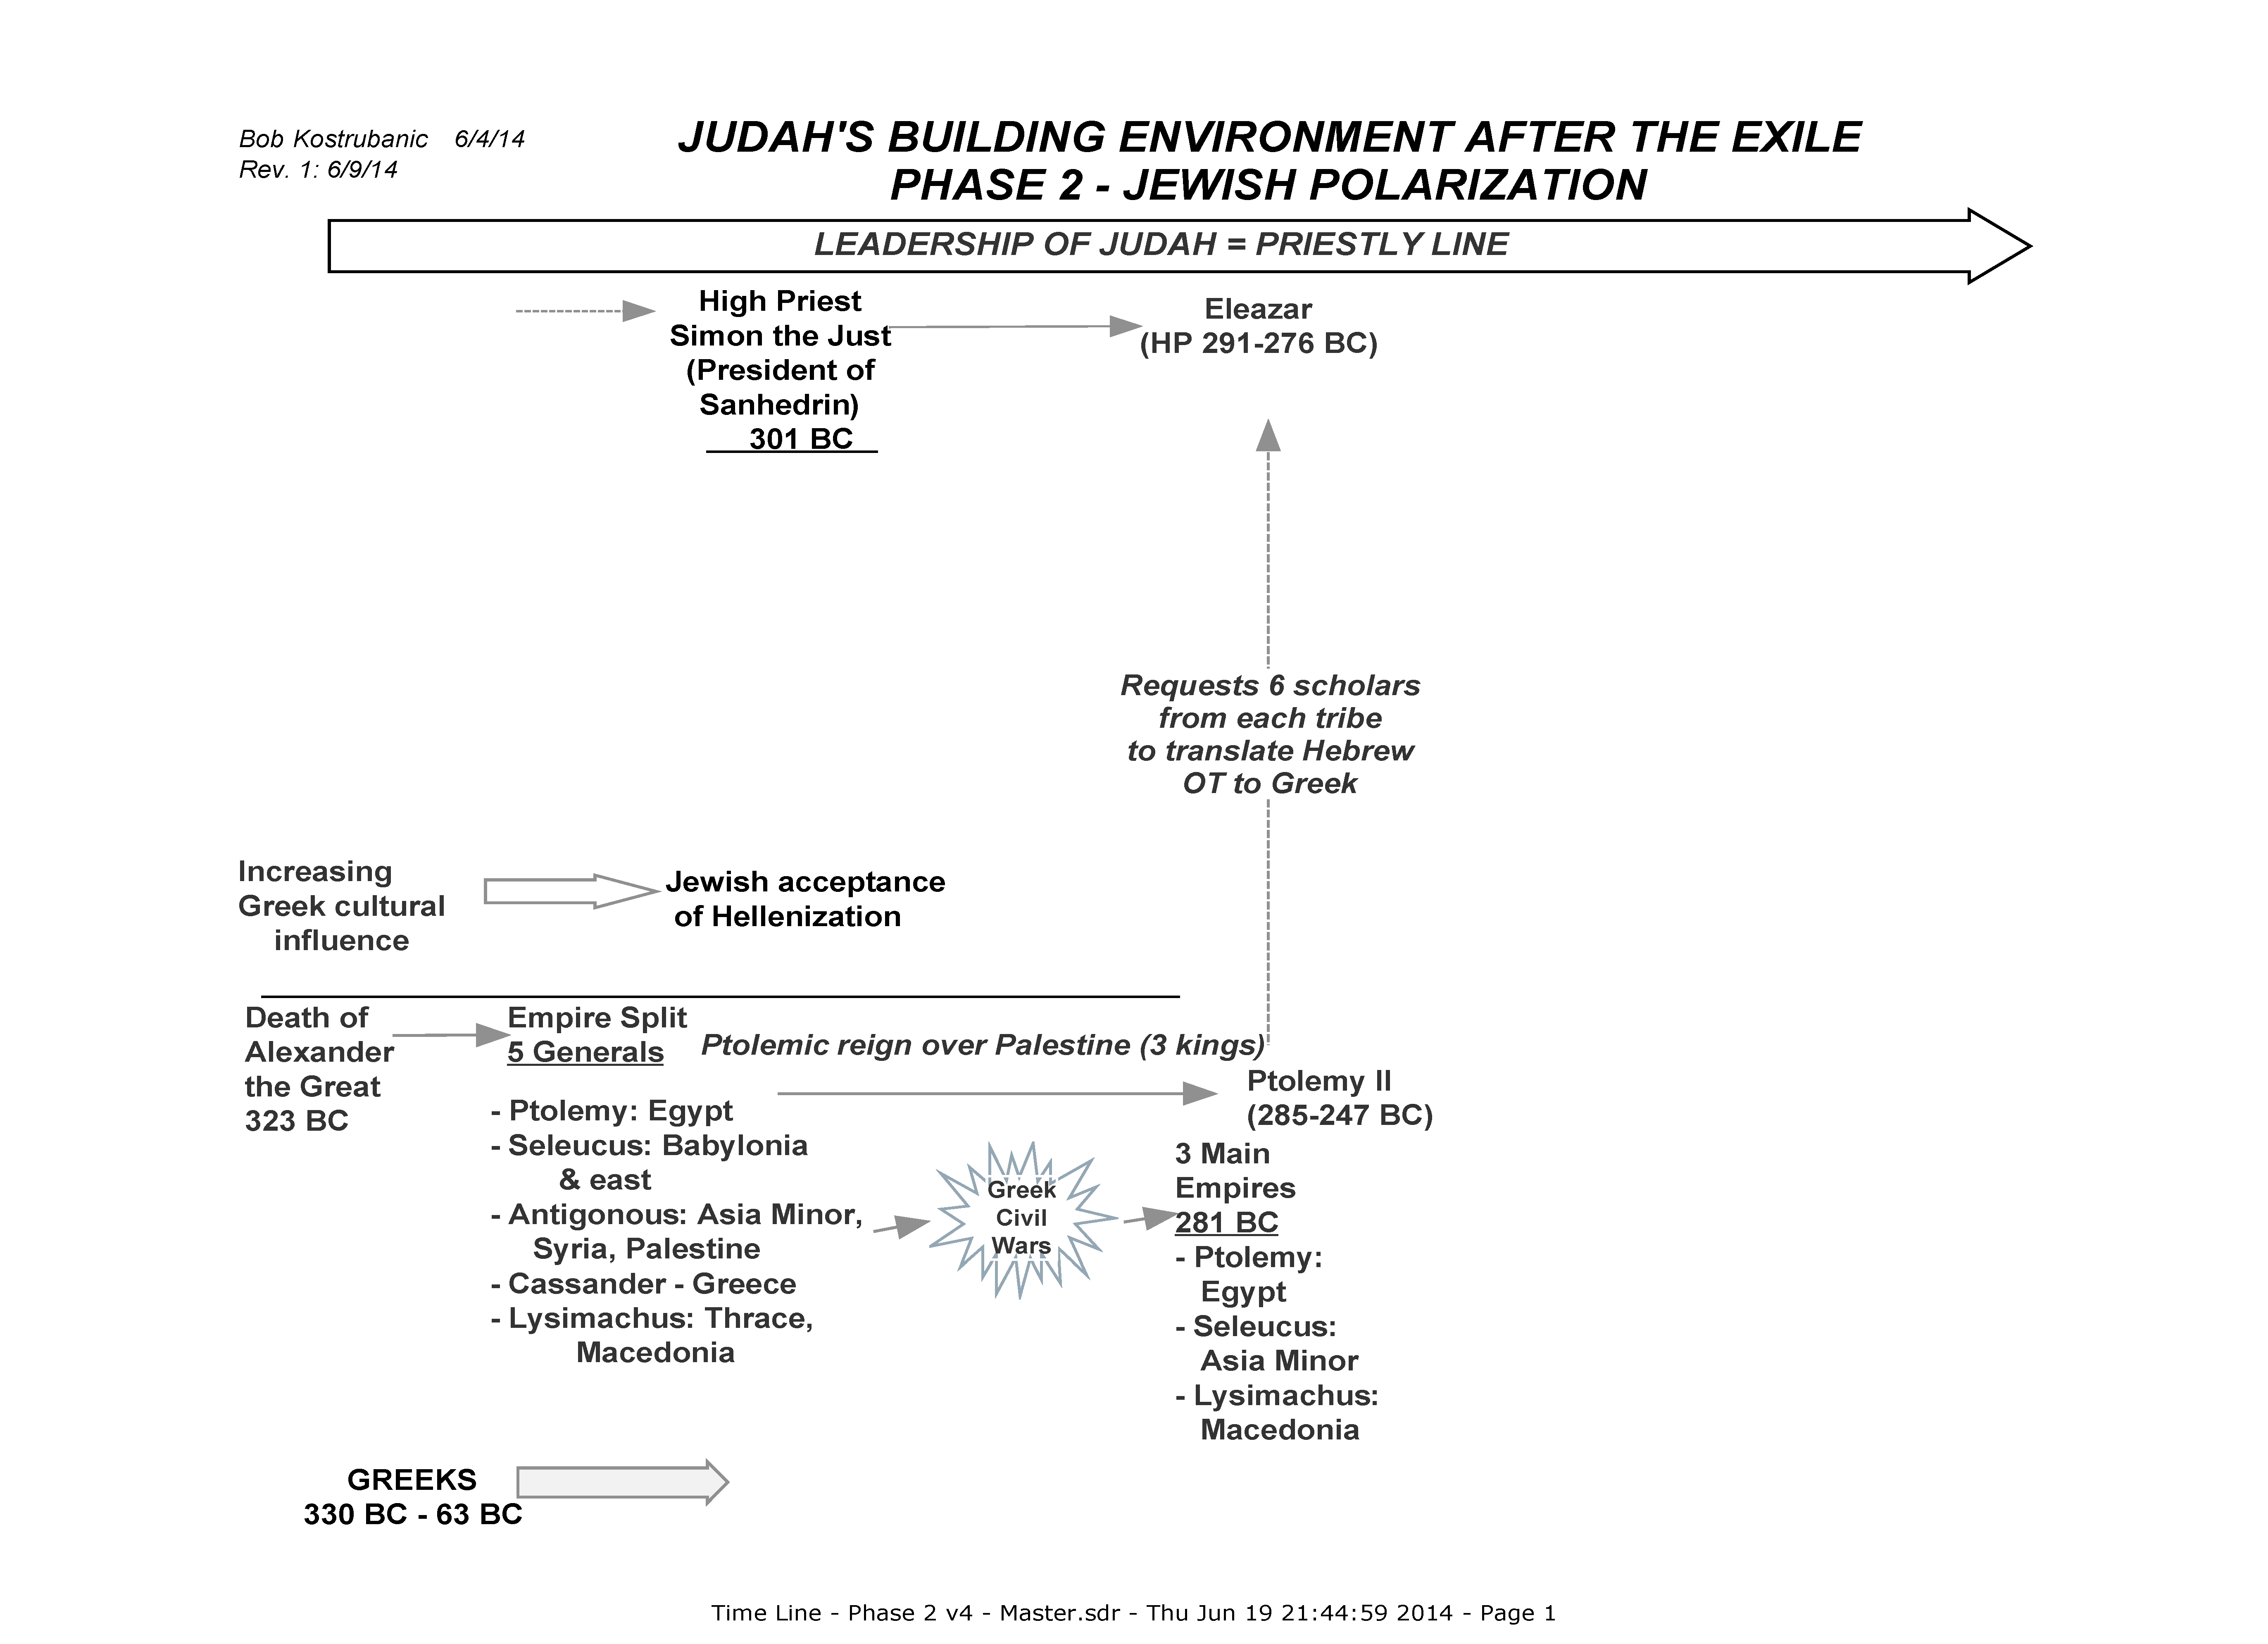 Bob Kostrubanic 6/4/14
Rev. 1: 6/9/14
JUDAH'S BUILDING ENVIRONMENT AFTER THE EXILE
PHASE 2 - JEWISH POLARIZATION
LEADERSHIP OF JUDAH = PRIESTLY LINE
High Priest
Simon the Just
(President of
Sanhedrin)
301 BC
Eleazar
(HP 291-276 BC)
Requests 6 scholars
from each tribe
to translate Hebrew
OT to Greek
Increasing
Greek cultural
influence
Jewish acceptance
of Hellenization
Death of
Alexander
the Great
323 BC
Empire Split
5 Generals
- Ptolemy: Egypt
- Seleucus: Babylonia
& east
- Antigonous: Asia Minor,
Syria, Palestine
- Cassander - Greece
- Lysimachus: Thrace,
Macedonia
Ptolemic reign over Palestine (3 kings)
Ptolemy II
(285-247 BC)
Greek
Civil
Wars
3 Main
Empires
281 BC
- Ptolemy:
Egypt
- Seleucus:
Asia Minor
- Lysimachus:
Macedonia
GREEKS
330 BC - 63 BC
Time Line - Phase 2 v4 - Master.sdr - Thu Jun 19 21:44:59 2014 - Page 1